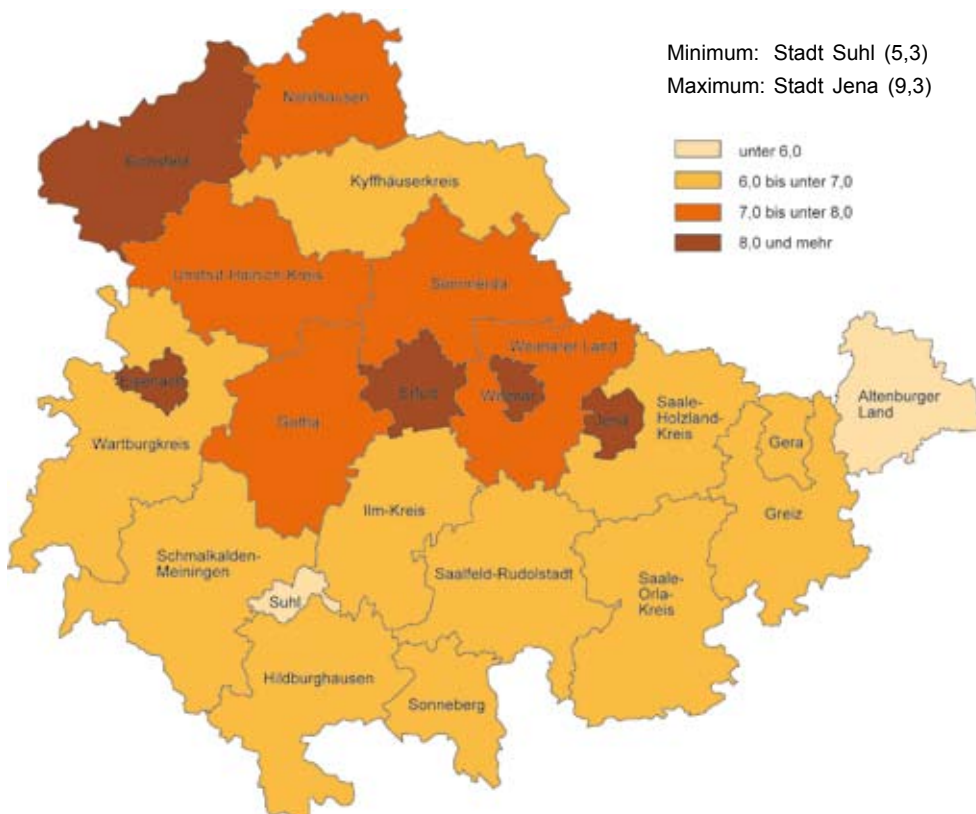 Minimum: Stadt Suhl (5,3)
Maximum: Stadt Jena (9,3)
unter 6,0
6,0 bis unter 7,0
7,0 bis unter 8,0
8,0 und mehr
Nordhausen
Eichsfeld
Kyffhäuserkreis
Unstrut-Hainich-Kreis
Sömmerda
Weimarer Land
Eisenach
Erfurt
Weimar
Jena
Gotha
Wartburgkreis
Saale-
Holzland-
Kreis
Gera
Altenburger
Land
Greiz
Ilm-Kreis
Schmalkalden-
Meiningen
Suhl
Saalfeld-Rudolstadt
Saale-
Orla-
Kreis
Hildburghausen
Sonneberg